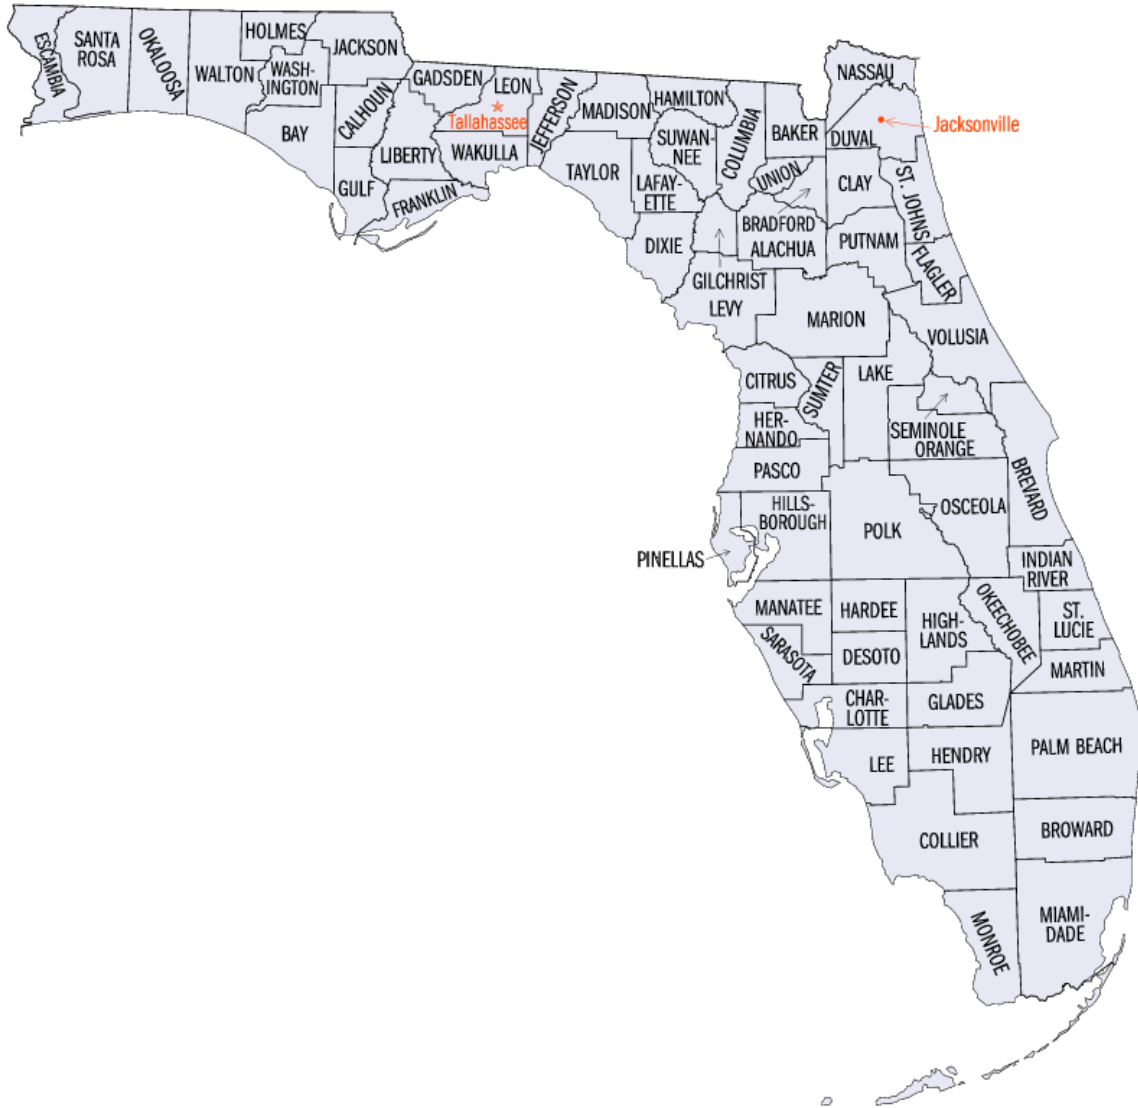 HOLMES
JACKSON
ESCAMBIA
SANTA
ROSA
OKALOOSA
WALTON
WASH-
INGTON
BAY
CALHOUN
GULF
GADSDEN
LEON
Tallahassee
LIBERTY
WAKULLA
FRANKLIN
JEFFERSON
MADISON
TAYLOR
HAMILTON
SUWAN-
NEE
LAFAY-
ETTE
DIXIE
COLUMBIA
BAKER
NASSAU
DUVAL
Jacksonville
UNION
BRADFORD
ALACHUA
CLAY
ST. JOHNS
PUTNAM
FLAGLER
GILCHRIST
LEVY
MARION
VOLUSIA
CITRUS
SUMTER
LAKE
HER-
NANDO
SEMINOLE
ORANGE
BREVARD
PASCO
HILLS-
BOROUGH
PINELLAS
POLK
OSCEOLA
INDIAN
RIVER
MANATEE
HARDEE
HIGH-
LANDS
OKEECHOBEE
ST.
LUCIE
SARASOTA
DESOTO
MARTIN
CHAR-
LOTTE
GLADES
LEE
HENDRY
PALM BEACH
COLLIER
BROWARD
MONROE
MIAMI-
DADE